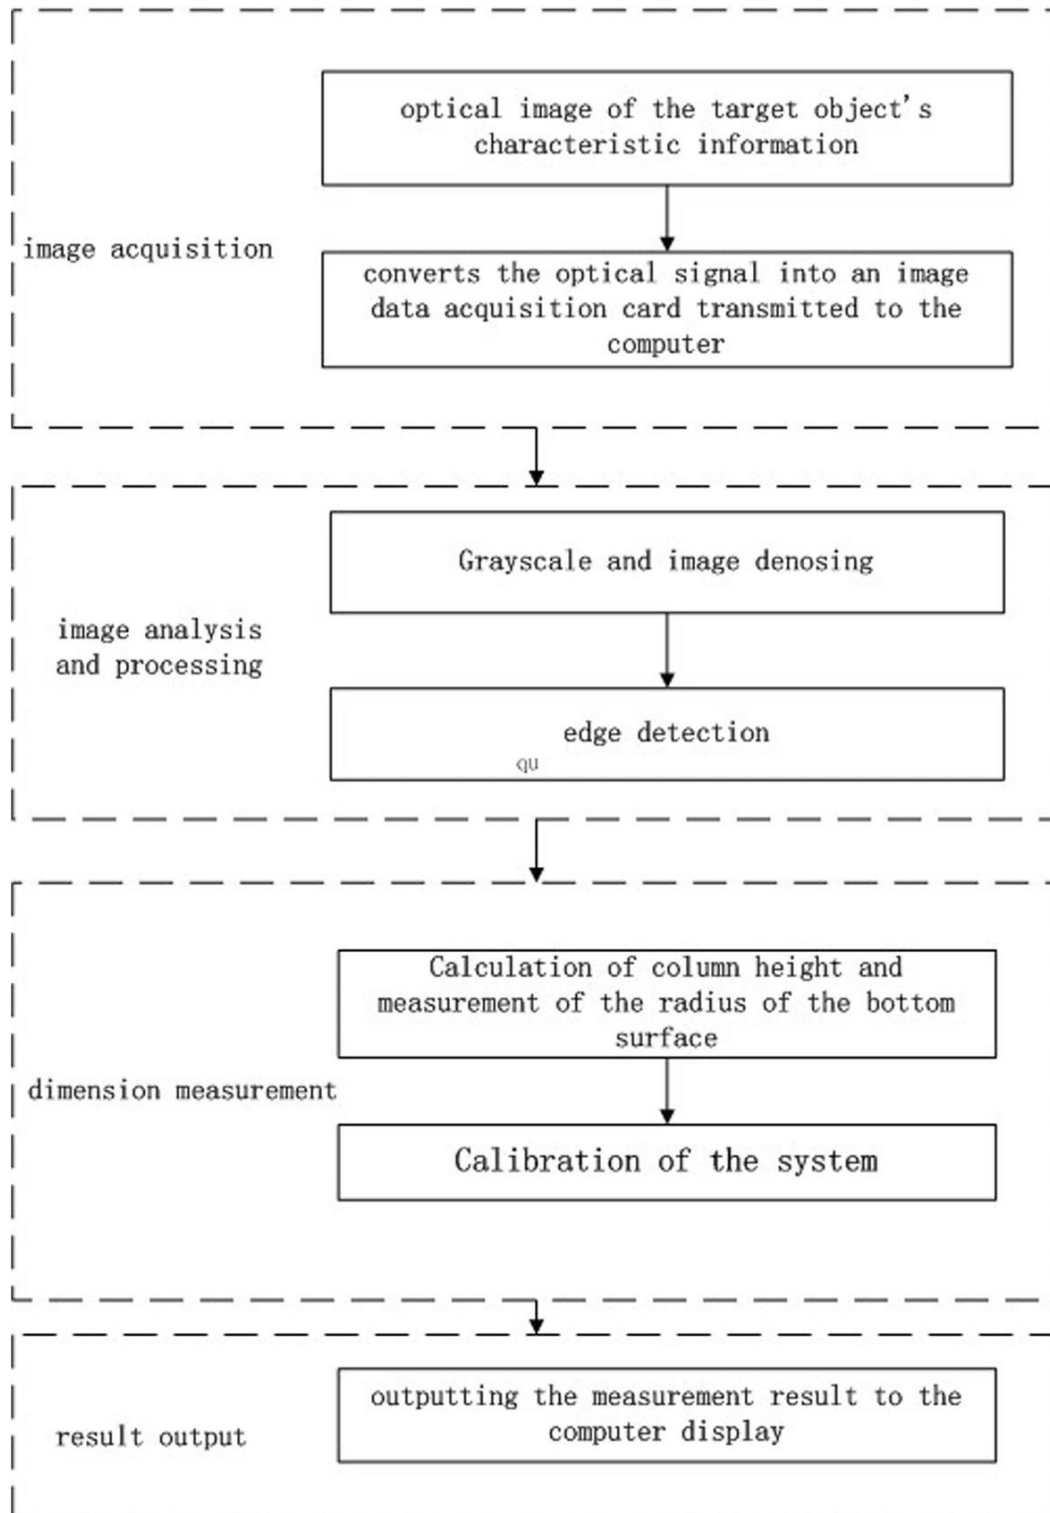 optical image of the target object's
characteristic information
image acquisition
converts the optical signal into an image
data acquisition card transmitted to the
computer
Grayscale and image denosing
image analysis
and processing
edge detection
qu
Calculation of column height and
measurement of the radius of the bottom
surface
dimension measurement
Calibration of the system
outputting the measurement result to the
computer display
result output